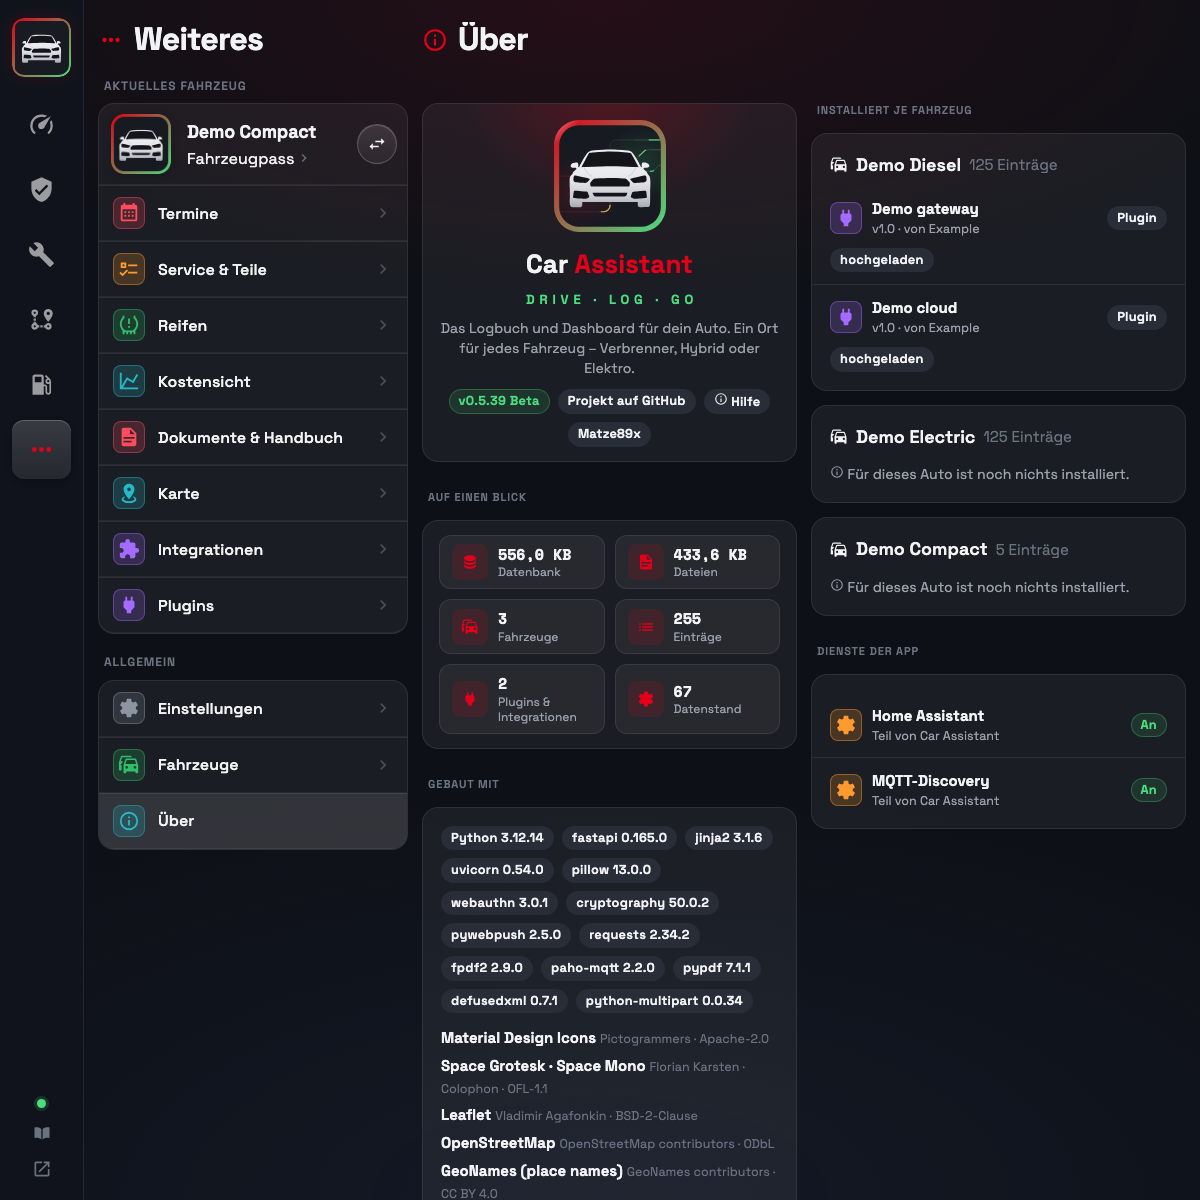 Weiteres
AKTUELLES FAHRZEUG
Demo Compact
Fahrzeugpass
Termine
Service & Teile
Reifen
Kostensicht
Dokumente & Handbuch
Karte
Integrationen
Plugins
ALLGEMEIN
Einstellungen
Fahrzeuge
Über
Über
Car Assistant
DRIVE · LOG · GO
Das Logbuch und Dashboard für dein Auto. Ein Ort
für jedes Fahrzeug – Verbrenner, Hybrid oder
Elektro.
v0.5.39 Beta Projekt auf GitHub Hilfe
Matze89x
AUF EINEN BLICK
556,0 KB
Datenbank
433,6 KB
Dateien
3
Fahrzeuge
255
Einträge
2
Plugins &
Integrationen
67
Datenstand
GEBAUT MIT
Python 3.12.14 fastapi 0.165.0 jinja2 3.1.6
uvicorn 0.54.0 pillow 13.0.0
webauthn 3.0.1 cryptography 50.0.2
pywebpush 2.5.0 requests 2.34.2
fpdf2 2.9.0 paho-mqtt 2.2.0 pypdf 7.1.1
defusedxml 0.7.1 python-multipart 0.0.34
Material Design Icons Pictogrammers · Apache-2.0
Space Grotesk · Space Mono Florian Karsten ·
Colophon · OFL-1.1
Leaflet Vladimir Agafonkin · BSD-2-Clause
OpenStreetMap OpenStreetMap contributors · ODbL
GeoNames (place names) GeoNames contributors ·
CC BY 4.0
INSTALLIERT JE FAHRZEUG
Demo Diesel 125 Einträge
Demo gateway
v1.0 · von Example
Plugin
hochgeladen
Demo cloud
v1.0 · von Example
Plugin
hochgeladen
Demo Electric 125 Einträge
Für dieses Auto ist noch nichts installiert.
Demo Compact 5 Einträge
Für dieses Auto ist noch nichts installiert.
DIENSTE DER APP
Home Assistant
Teil von Car Assistant
An
MQTT-Discovery
Teil von Car Assistant
An